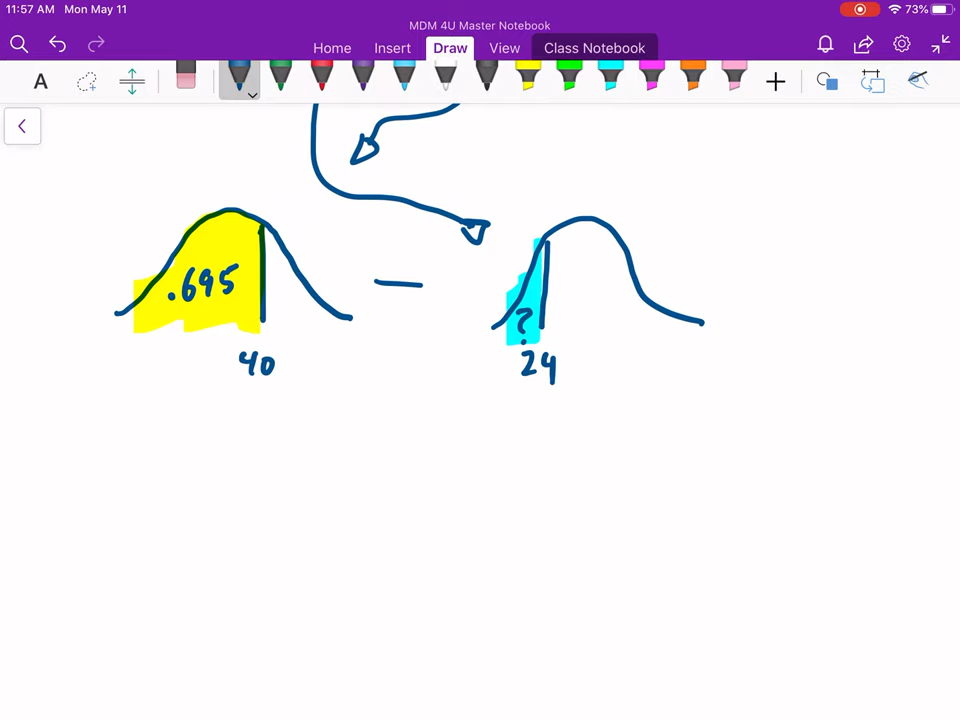 11:57 AM Mon May 11 73%
MDM 4U Master Notebook
Home Insert Draw View Class Notebook
A
.695 − ?
40 24